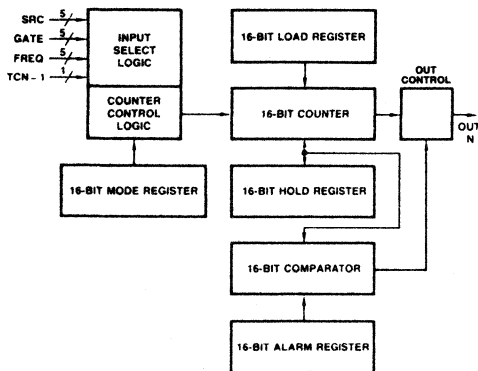 SRC
5
GATE
5
FREQ
5
TCN - 1
1
INPUT
SELECT
LOGIC
COUNTER
CONTROL
LOGIC
16-BIT MODE REGISTER
16-BIT LOAD REGISTER
16-BIT COUNTER
16-BIT HOLD REGISTER
16-BIT COMPARATOR
16-BIT ALARM REGISTER
OUT
CONTROL
OUT
N